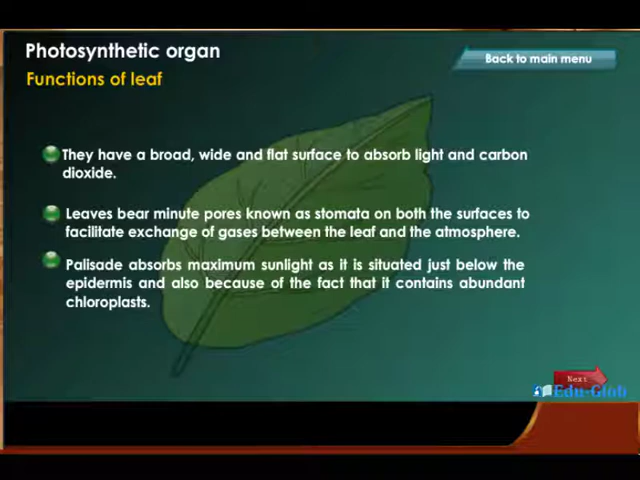 Photosynthetic organ
Back to main menu
Functions of leaf
They have a broad, wide and flat surface to absorb light and carbon
dioxide.
Leaves bear minute pores known as stomata on both the surfaces to
facilitate exchange of gases between the leaf and the atmosphere.
Palisade absorbs maximum sunlight as it is situated just below the
epidermis and also because of the fact that it contains abundant
chloroplasts.
Next
Edu-Glob